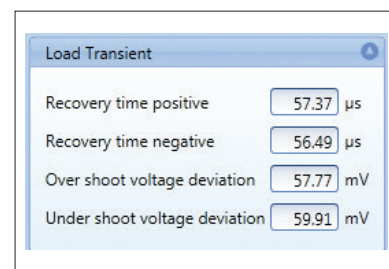 Load Transient
Recovery time positive 57.37 µs
Recovery time negative 56.49 µs
Over shoot voltage deviation 57.77 mV
Under shoot voltage deviation 59.91 mV